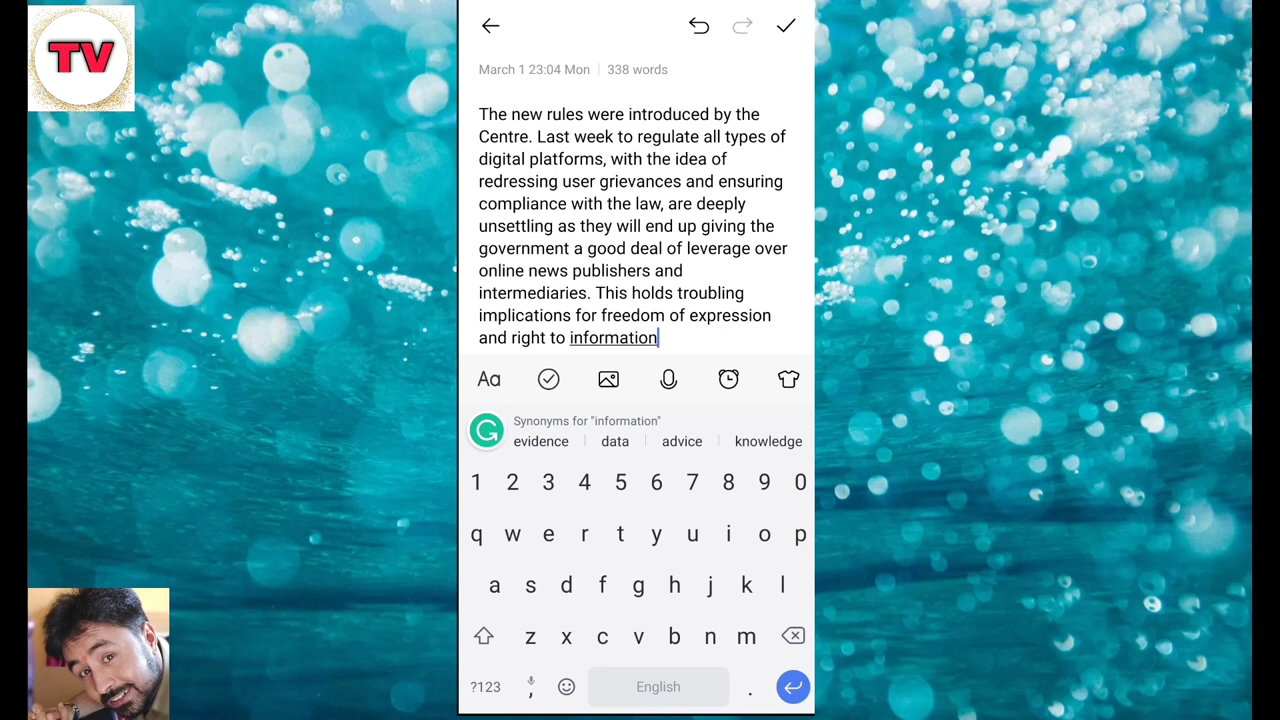 TV
March 1 23:04 Mon | 338 words
The new rules were introduced by the
Centre. Last week to regulate all types of
digital platforms, with the idea of
redressing user grievances and ensuring
compliance with the law, are deeply
unsettling as they will end up giving the
government a good deal of leverage over
online news publishers and
intermediaries. This holds troubling
implications for freedom of expression
and right to information
Aa
Synonyms for "information"
evidence | data | advice | knowledge
1 2 3 4 5 6 7 8 9 0
q w e r t y u i o p
a s d f g h j k l
z x c v b n m
?123 , English .